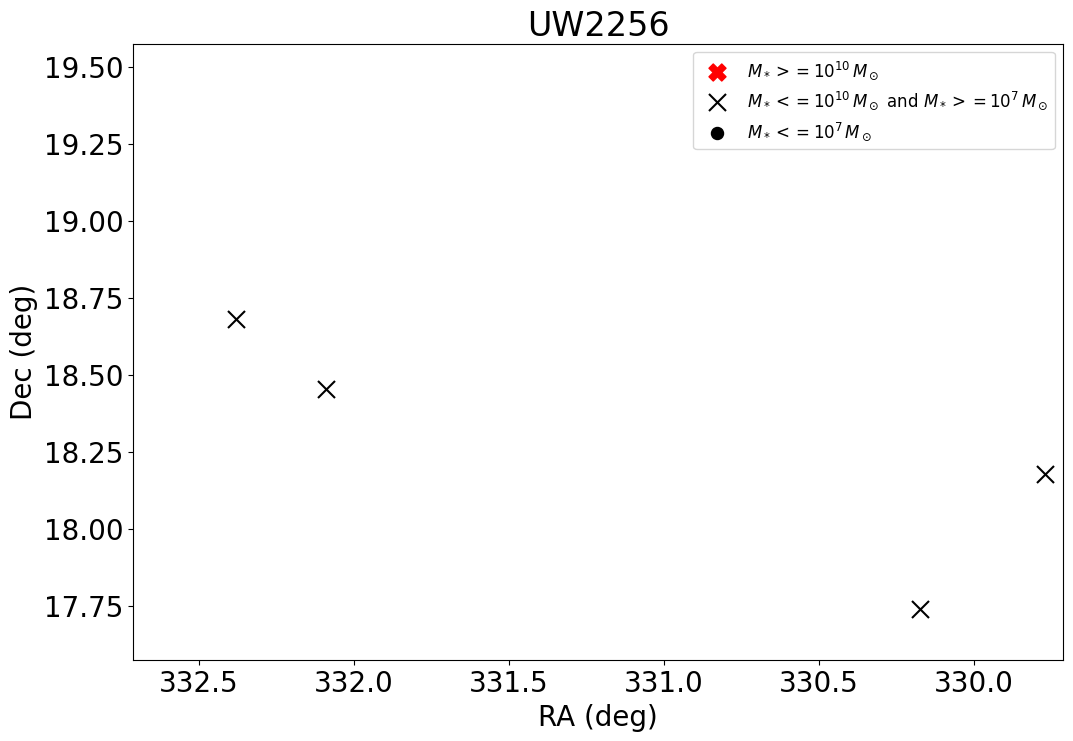 UW2256
M* >= 10^10 M⊙
M* <= 10^10 M⊙ and M* >= 10^7 M⊙
M* <= 10^7 M⊙
19.50
19.25
19.00
18.75
18.50
18.25
18.00
17.75
Dec (deg)
332.5 332.0 331.5 331.0 330.5 330.0
RA (deg)